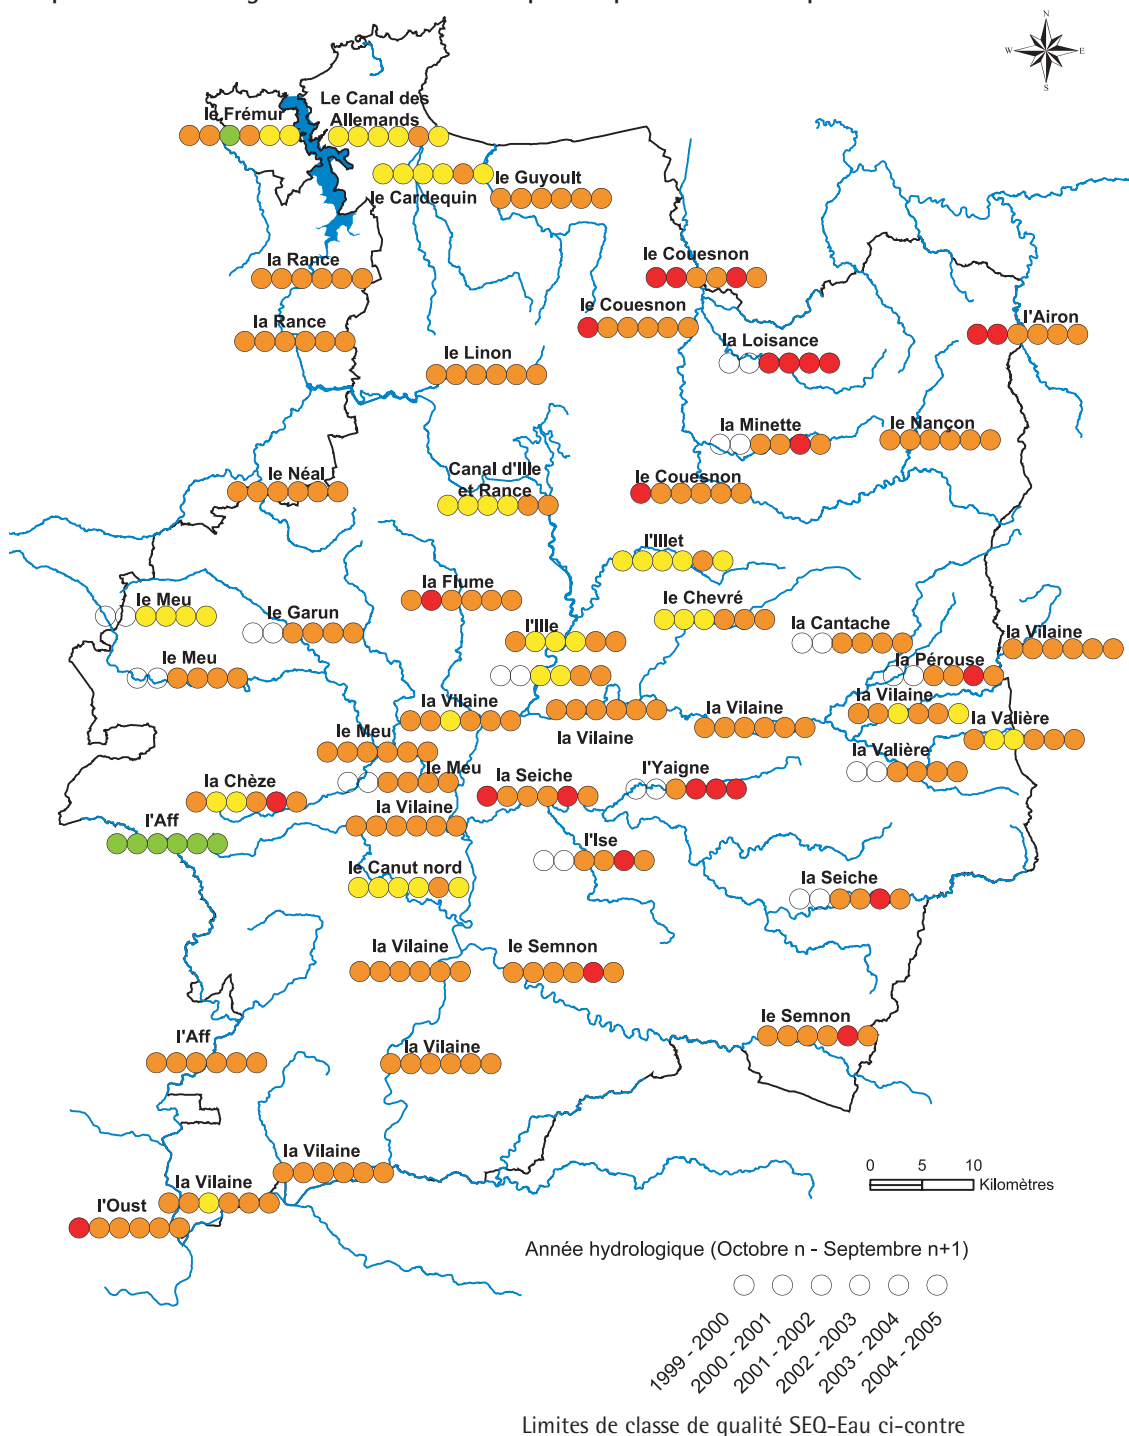 N
W
E
S
le Frémur
Le Canal des
Allemands
le Cardequin
le Guyoult
la Rance
le Couesnon
le Couesnon
la Rance
l'Airon
la Loisance
le Linon
la Minette
le Nançon
le Néal
Canal d'Ille
et Rance
le Couesnon
l'Illet
la Flume
le Meu
le Garun
le Chevré
l'Ille
la Cantache
la Vilaine
le Meu
la Pérouse
la Vilaine
la Vilaine
la Vilaine
la Valière
la Vilaine
le Meu
la Valière
la Chèze
le Meu
la Seiche
l'Yaigne
l'Aff
la Vilaine
l'Ise
le Canut nord
la Seiche
la Vilaine
le Semnon
le Semnon
l'Aff
la Vilaine
la Vilaine
la Vilaine
l'Oust
0 5 10
Kilomètres
Année hydrologique (Octobre n - Septembre n+1)
1999 - 2000
2000 - 2001
2001 - 2002
2002 - 2003
2003 - 2004
2004 - 2005
Limites de classe de qualité SEQ-Eau ci-contre